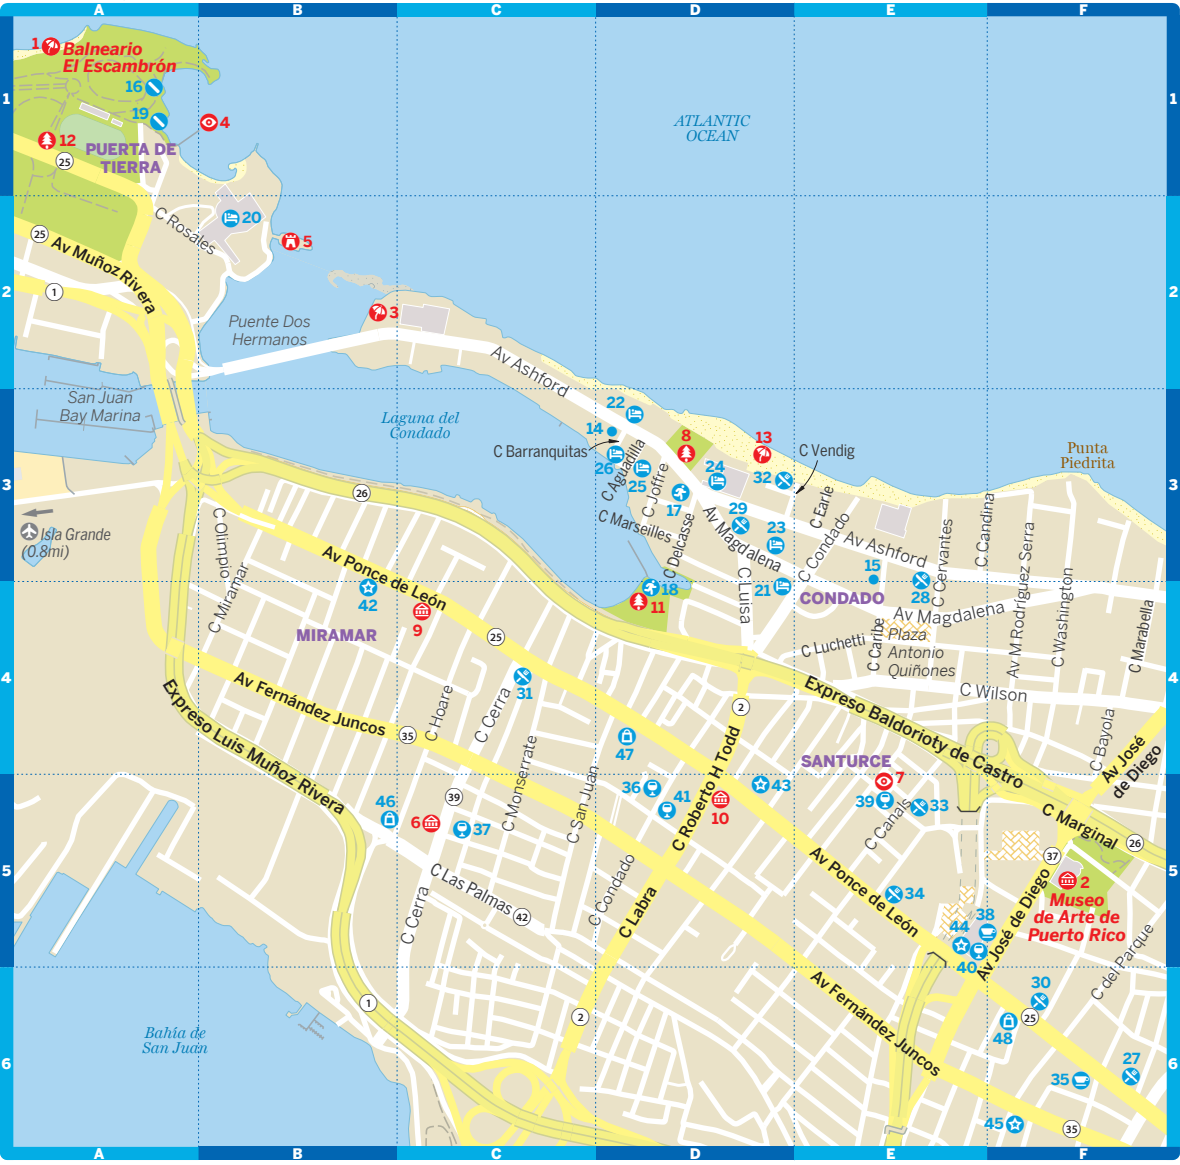 A B C D E F
1 Balneario
El Escambrón
16
1 1
19
4
ATLANTIC
OCEAN
12
PUERTA DE
TIERRA
25
C Rosales
20
25
Av Muñoz Rivera
5
2 2
1
3
Puente Dos
Hermanos
Av Ashford
San Juan
Bay Marina
Laguna del
Condado
22
14
8
13
C Barranquitas
C Vendig
Punta
Piedrita
26
C Aguadilla
25
C Joffre
24
32
3 3
26
17
C Earle
29
C Marseilles
C Delcasse
Av Magdalena
23
C Condado
Av Ashford
C Cervantes
C Candina
Isla Grande
(0.8mi)
C Olimpio
C Miramar
Av Ponce de León
42
9
MIRAMAR
18
11
C Luisa
21
15
28
CONDADO
Av Magdalena
Av M Rodríguez Serra
C Washington
C Marabella
25
C Luchetti
C Caribe
Plaza
Antonio
Quiñones
4 4
31
C Wilson
Expreso Luis Muñoz Rivera
Av Fernández Juncos
C Hoare
C Cerra
35
2
Expreso Baldorioty de Castro
C Bayola
Av José
de Diego
47
C Roberto H Todd
SANTURCE
7
46
39
C Monserrate
C San Juan
36
41
43
10
39
C Canals
33
6
37
C Marginal
26
5 5
C Las Palmas
42
C Cerra
C Condado
C Labra
Av Ponce de León
34
37
2
Museo
de Arte de
Puerto Rico
38
44
40
Av José de Diego
C del Parque
1
2
Av Fernández Juncos
30
25
48
Bahía de
San Juan
6 6
27
35
45
35
A B C D E F